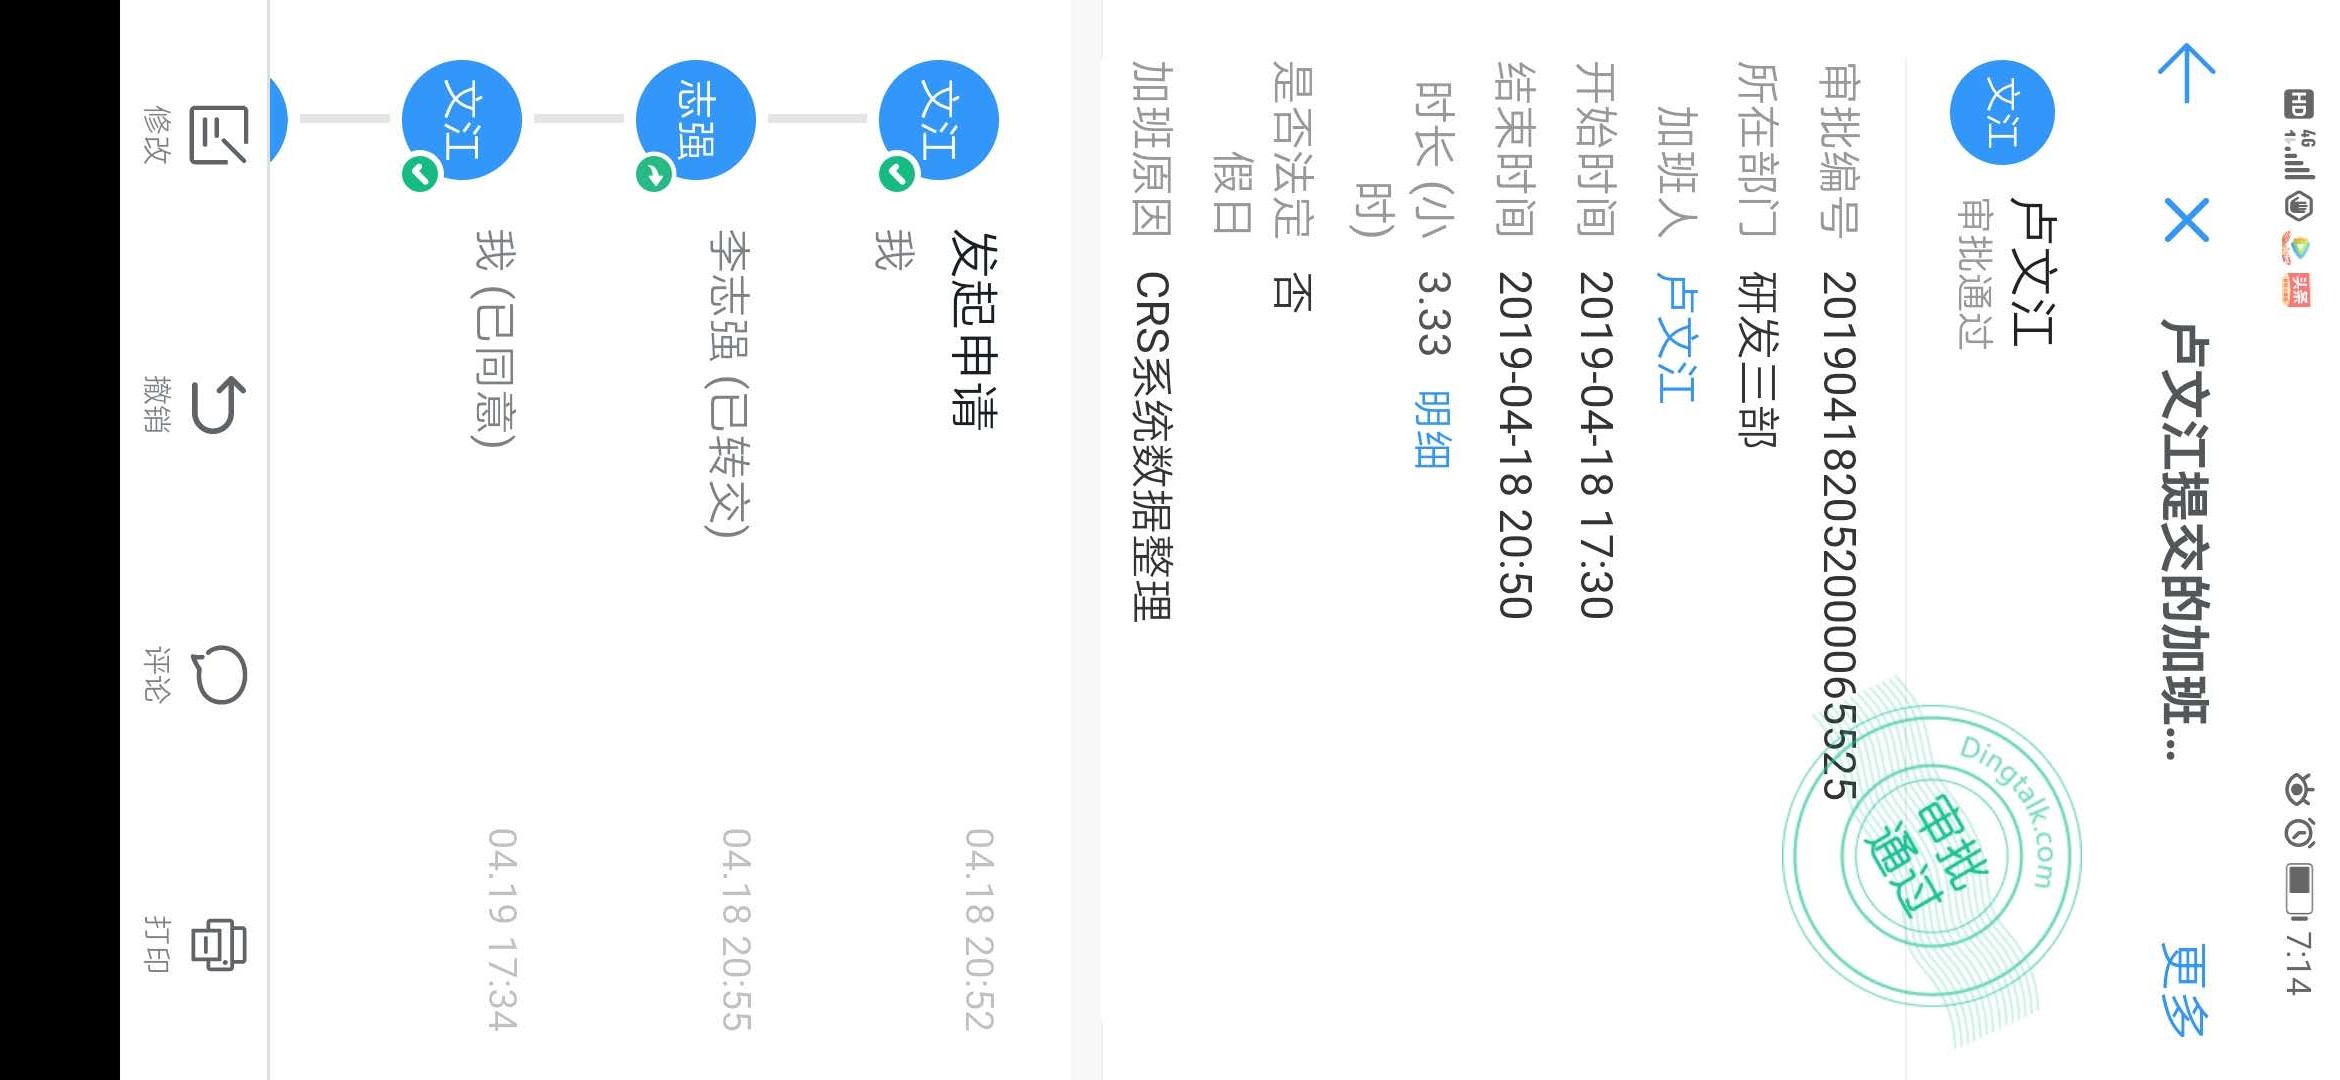 HD 4G 头条 7:14
卢文江提交的加班... 更多
文江 卢文江
审批通过
Dingtalk.com
审批
通过
审批编号 201904182052000065525
所在部门 研发三部
加班人 卢文江
开始时间 2019-04-18 17:30
结束时间 2019-04-18 20:50
时长 (小 3.33 明细
时)
是否法定 否
假日
加班原因 CRS系统数据整理
文江 发起申请 04.18 20:52
我
志强 李志强 (已转交) 04.18 20:55
文江 我 (已同意) 04.19 17:34
修改 撤销 评论 打印